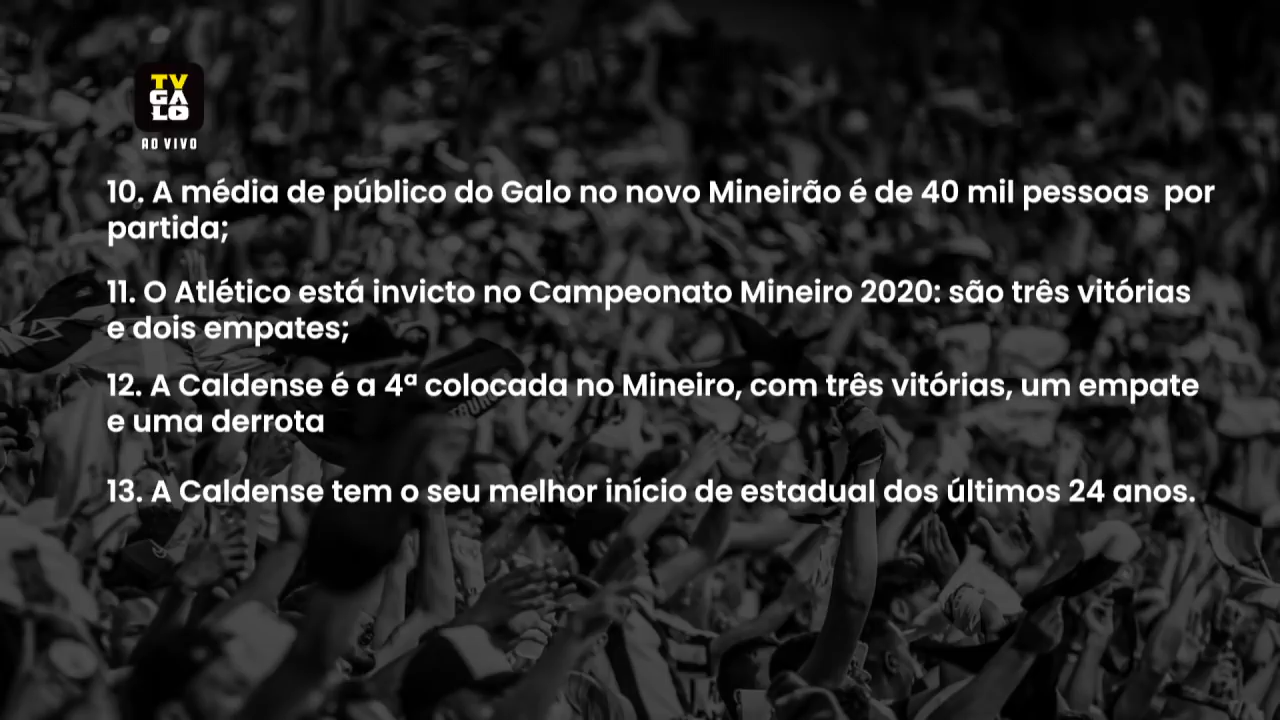 TV
GA
LO
AO VIVO
10. A média de público do Galo no novo Mineirão é de 40 mil pessoas  por
partida;
11. O Atlético está invicto no Campeonato Mineiro 2020: são três vitórias
e dois empates;
12. A Caldense é a 4ª colocada no Mineiro, com três vitórias, um empate
e uma derrota
13. A Caldense tem o seu melhor início de estadual dos últimos 24 anos.